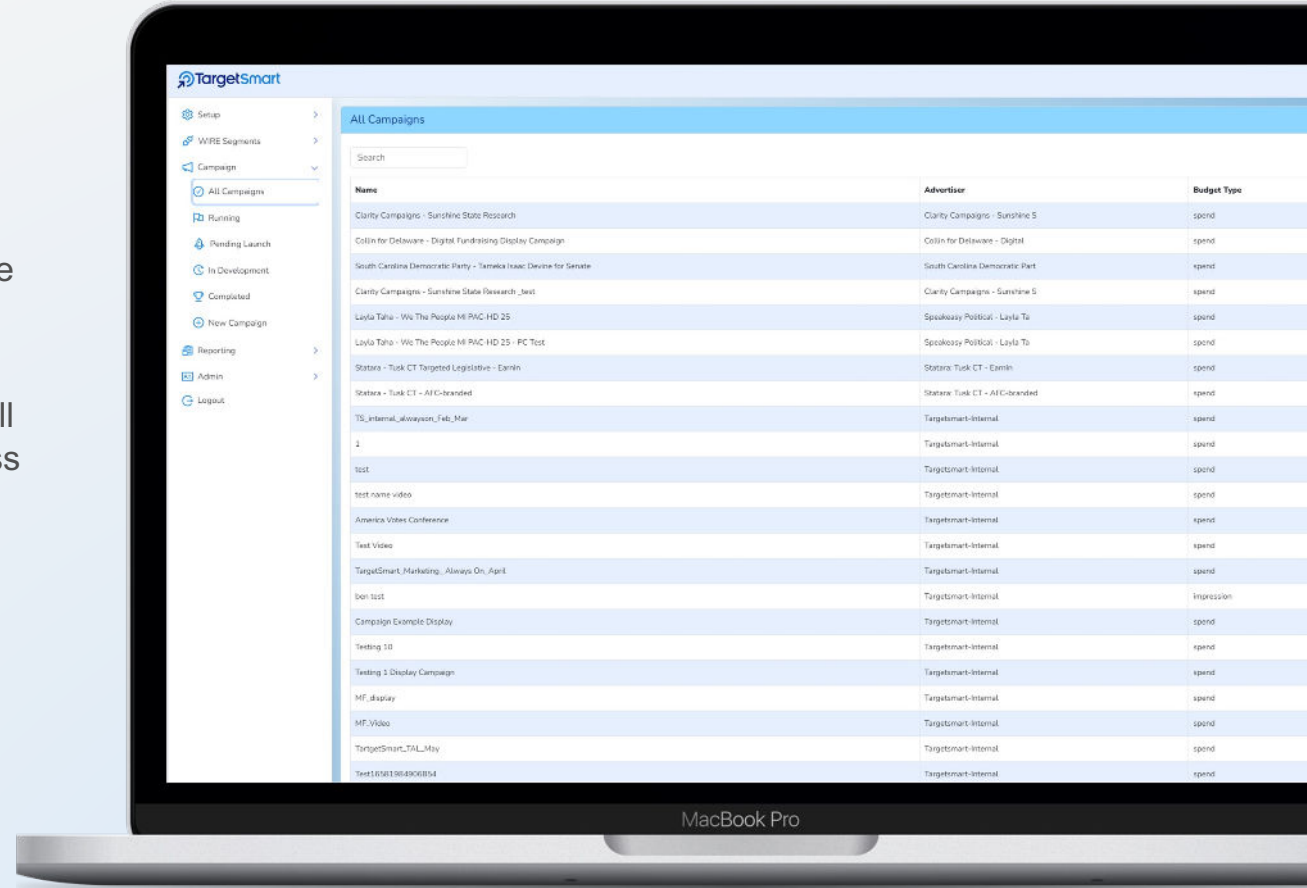 e
ll
ss
TargetSmart
Setup
WIRE Segments
Campaign
All Campaigns
Running
Pending Launch
In Development
Completed
New Campaign
Reporting
Admin
Logout
All Campaigns
Search
Name Advertiser Budget Type
Clarity Campaigns - Sunshine State Research Clarity Campaigns - Sunshine S spend
Collin for Delaware - Digital Fundraising Display Campaign Collin for Delaware - Digital spend
South Carolina Democratic Party - Tameka Isaac Devine for Senate South Carolina Democratic Part spend
Clarity Campaigns - Sunshine State Research _test Clarity Campaigns - Sunshine S spend
Layla Taha - We The People MI PAC-HD 25 Speakeasy Political - Layla Ta spend
Layla Taha - We The People MI PAC-HD 25 - PC Test Speakeasy Political - Layla Ta spend
Statara - Tusk CT Targeted Legislative - Earnin Statara: Tusk CT - Earnin spend
Statara - Tusk CT - AFC-branded Statara: Tusk CT - AFC-branded spend
TS_internal_alwayson_Feb_Mar Targetsmart-Internal spend
1 Targetsmart-Internal spend
test Targetsmart-Internal spend
test name video Targetsmart-Internal spend
America Votes Conference Targetsmart-Internal spend
Test Video Targetsmart-Internal spend
TargetSmart_Marketing_ Always On_April Targetsmart-Internal spend
ben test Targetsmart-Internal impression
Campaign Example Display Targetsmart-Internal spend
Testing 10 Targetsmart-Internal spend
Testing 1 Display Campaign Targetsmart-Internal spend
MF_display Targetsmart-Internal spend
MF_Video Targetsmart-Internal spend
TartgetSmart_TAL_May Targetsmart-Internal spend
Test16581984906854 Targetsmart-Internal spend
MacBook Pro